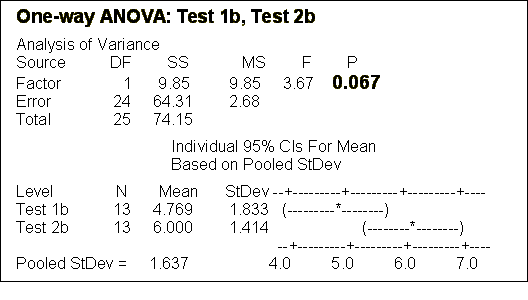 One-way ANOVA: Test 1b, Test 2b
Analysis of Variance
Source DF SS MS F P
Factor 1 9.85 9.85 3.67 0.067
Error 24 64.31 2.68
Total 25 74.15
Individual 95% CIs For Mean
Based on Pooled StDev
Level N Mean StDev --+---------+---------+---------+----
Test 1b 13 4.769 1.833 (---------*--------)
Test 2b 13 6.000 1.414 (--------*--------)
--+---------+---------+---------+----
Pooled StDev = 1.637 4.0 5.0 6.0 7.0